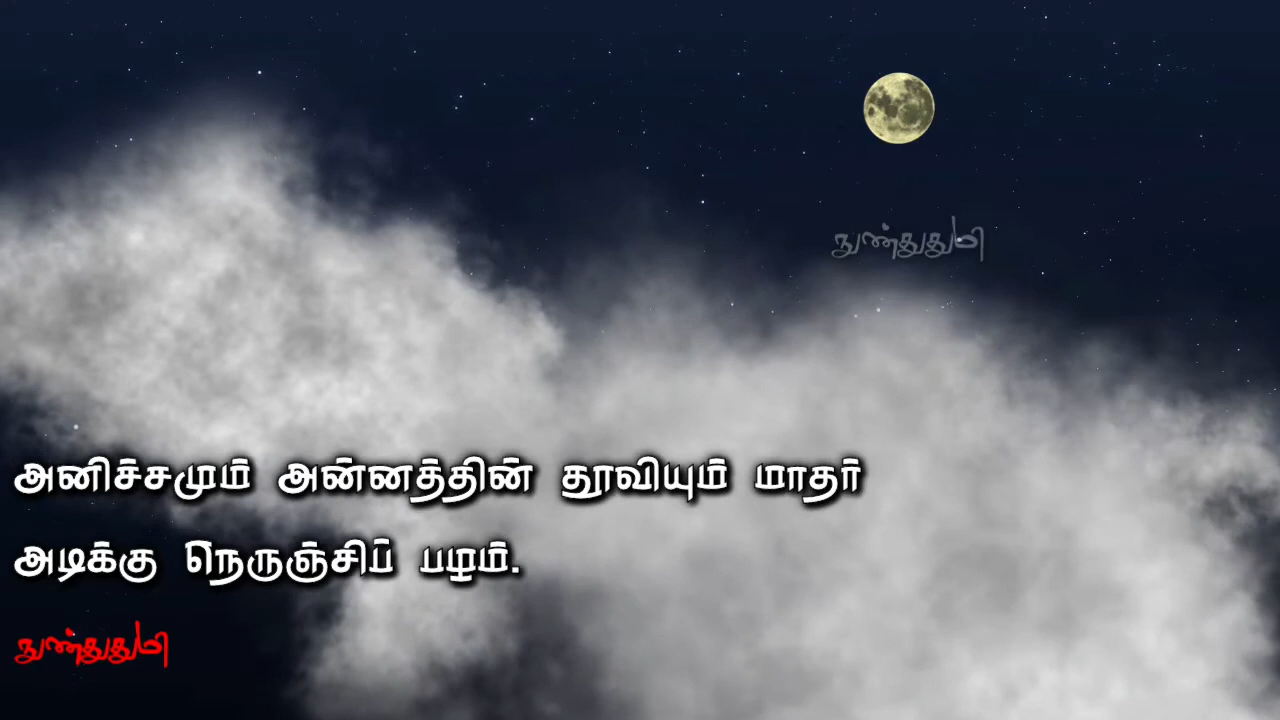 நுண்துதுமி
அனிச்சமும் அன்னத்தின் தூவியும் மாதர்
அடிக்கு நெருஞ்சிப் பழம்.
நுண்துதுமி